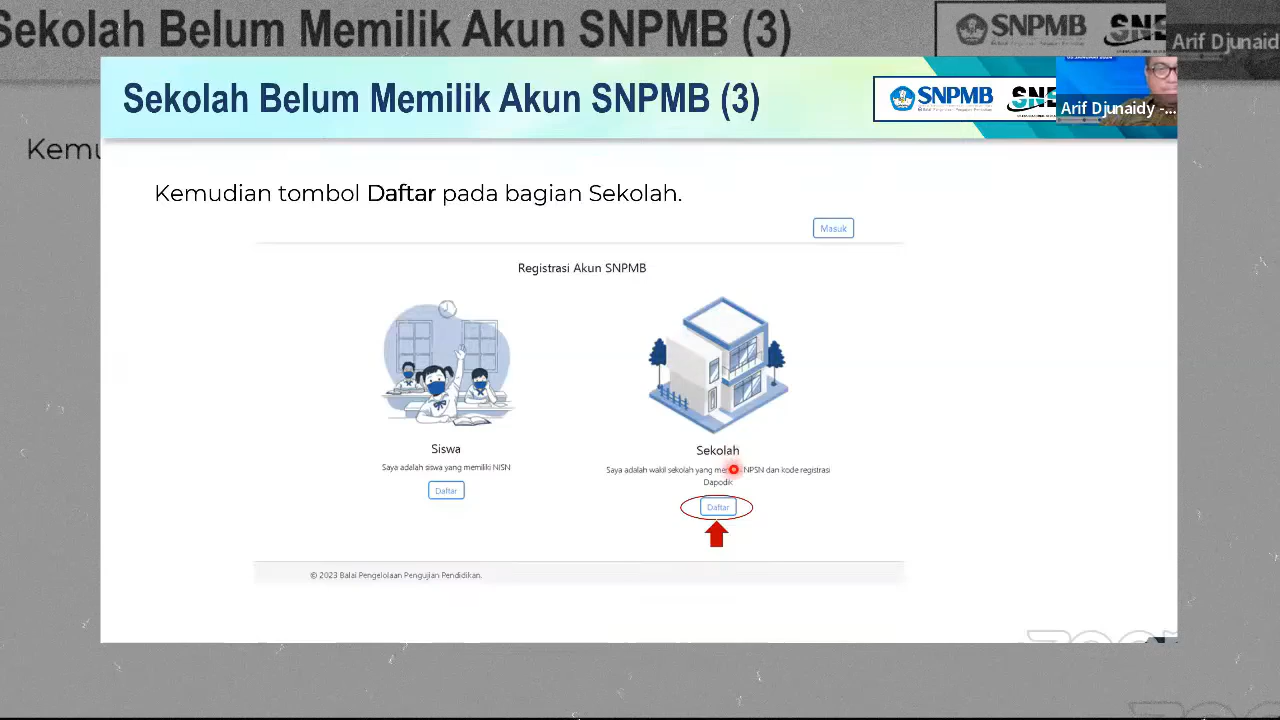 Sekolah Belum Memilik Akun SNPMB (3)
SNPMB
Arif Djunaid
Sekolah Belum Memilik Akun SNPMB (3)
SNPMB
Arif Djunaidy -...
Kemu
Kemudian tombol Daftar pada bagian Sekolah.
Masuk
Registrasi Akun SNPMB
Siswa
Saya adalah siswa yang memiliki NISN
Daftar
Sekolah
Saya adalah wakil sekolah yang NPSN dan kode registrasi
Dapodik
Daftar
© 2023 Balai Pengelolaan Pengujian Pendidikan.